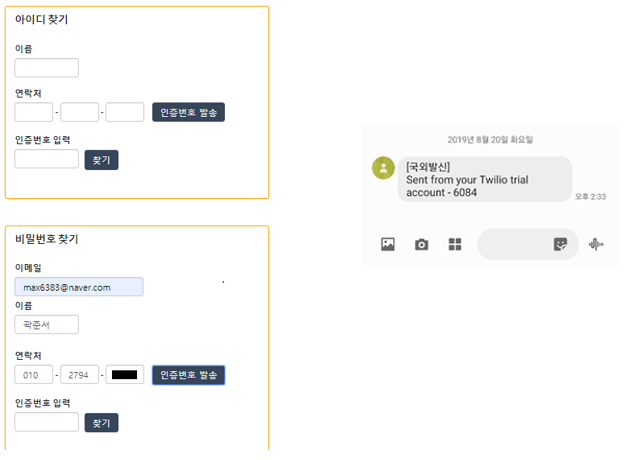 아이디 찾기
이름
연락처
- - 인증번호 발송
인증번호 입력
찾기
비밀번호 찾기
이메일
max6383@naver.com
이름
곽준서
연락처
010 - 2794 - 인증번호 발송
인증번호 입력
찾기
2019년 8월 20일 화요일
[국외발신]
Sent from your Twilio trial
account - 6084
오후 2:33